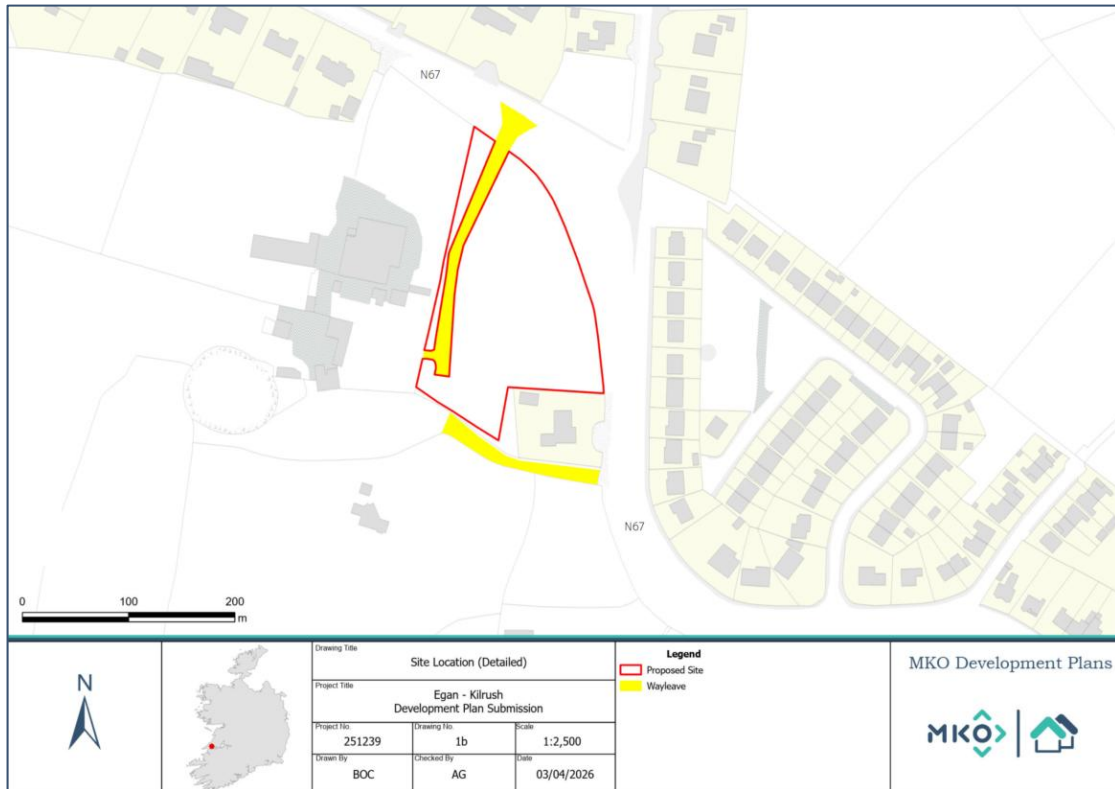 N67
N67
0 100 200
m
N
Drawing Title
Site Location (Detailed)
Project Title
Egan - Kilrush
Development Plan Submission
Project No.
251239
Drawing No.
1b
Scale
1:2,500
Drawn By
BOC
Checked By
AG
Date
03/04/2026
Legend
Proposed Site
Wayleave
MKO Development Plans
MKO